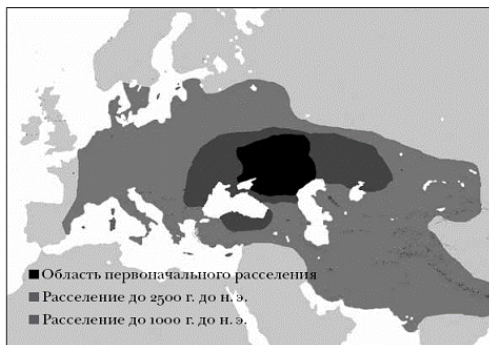 Область первоначального расселения
Расселение до 2500 г. до н. э.
Расселение до 1000 г. до н. э.